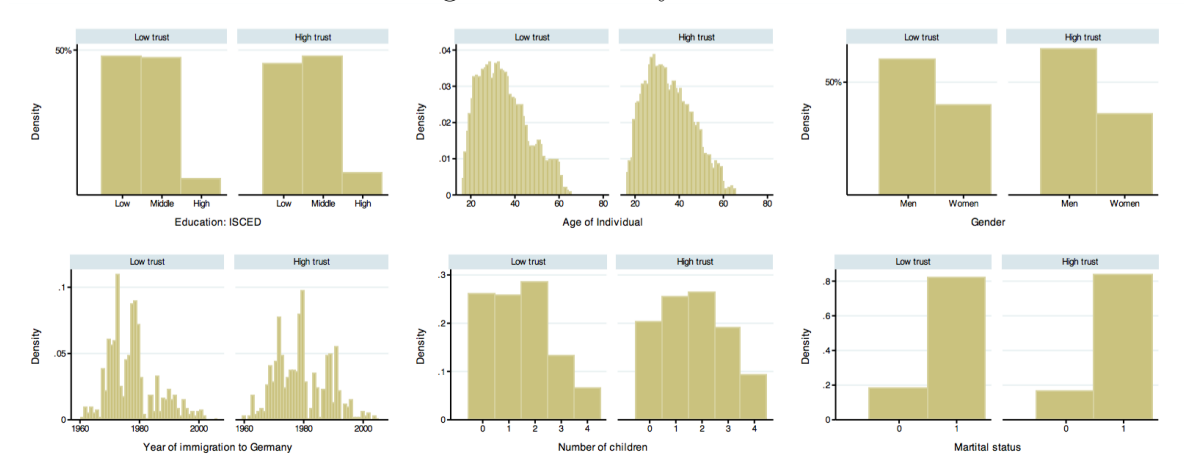 Low trust High trust
50%
Density
Low Middle High Low Middle High
Education: ISCED
Low trust High trust
.04
.03
.02
.01
0
Density
20 40 60 80 20 40 60 80
Age of Individual
Low trust High trust
50%
Density
Men Women Men Women
Gender
Low trust High trust
.1
.05
0
Density
1960 1980 2000 1960 1980 2000
Year of immigration to Germany
Low trust High trust
.3
.2
.1
0
Density
0 1 2 3 4 0 1 2 3 4
Number of children
Low trust High trust
.8
.6
.4
.2
0
Density
0 1 0 1
Martital status